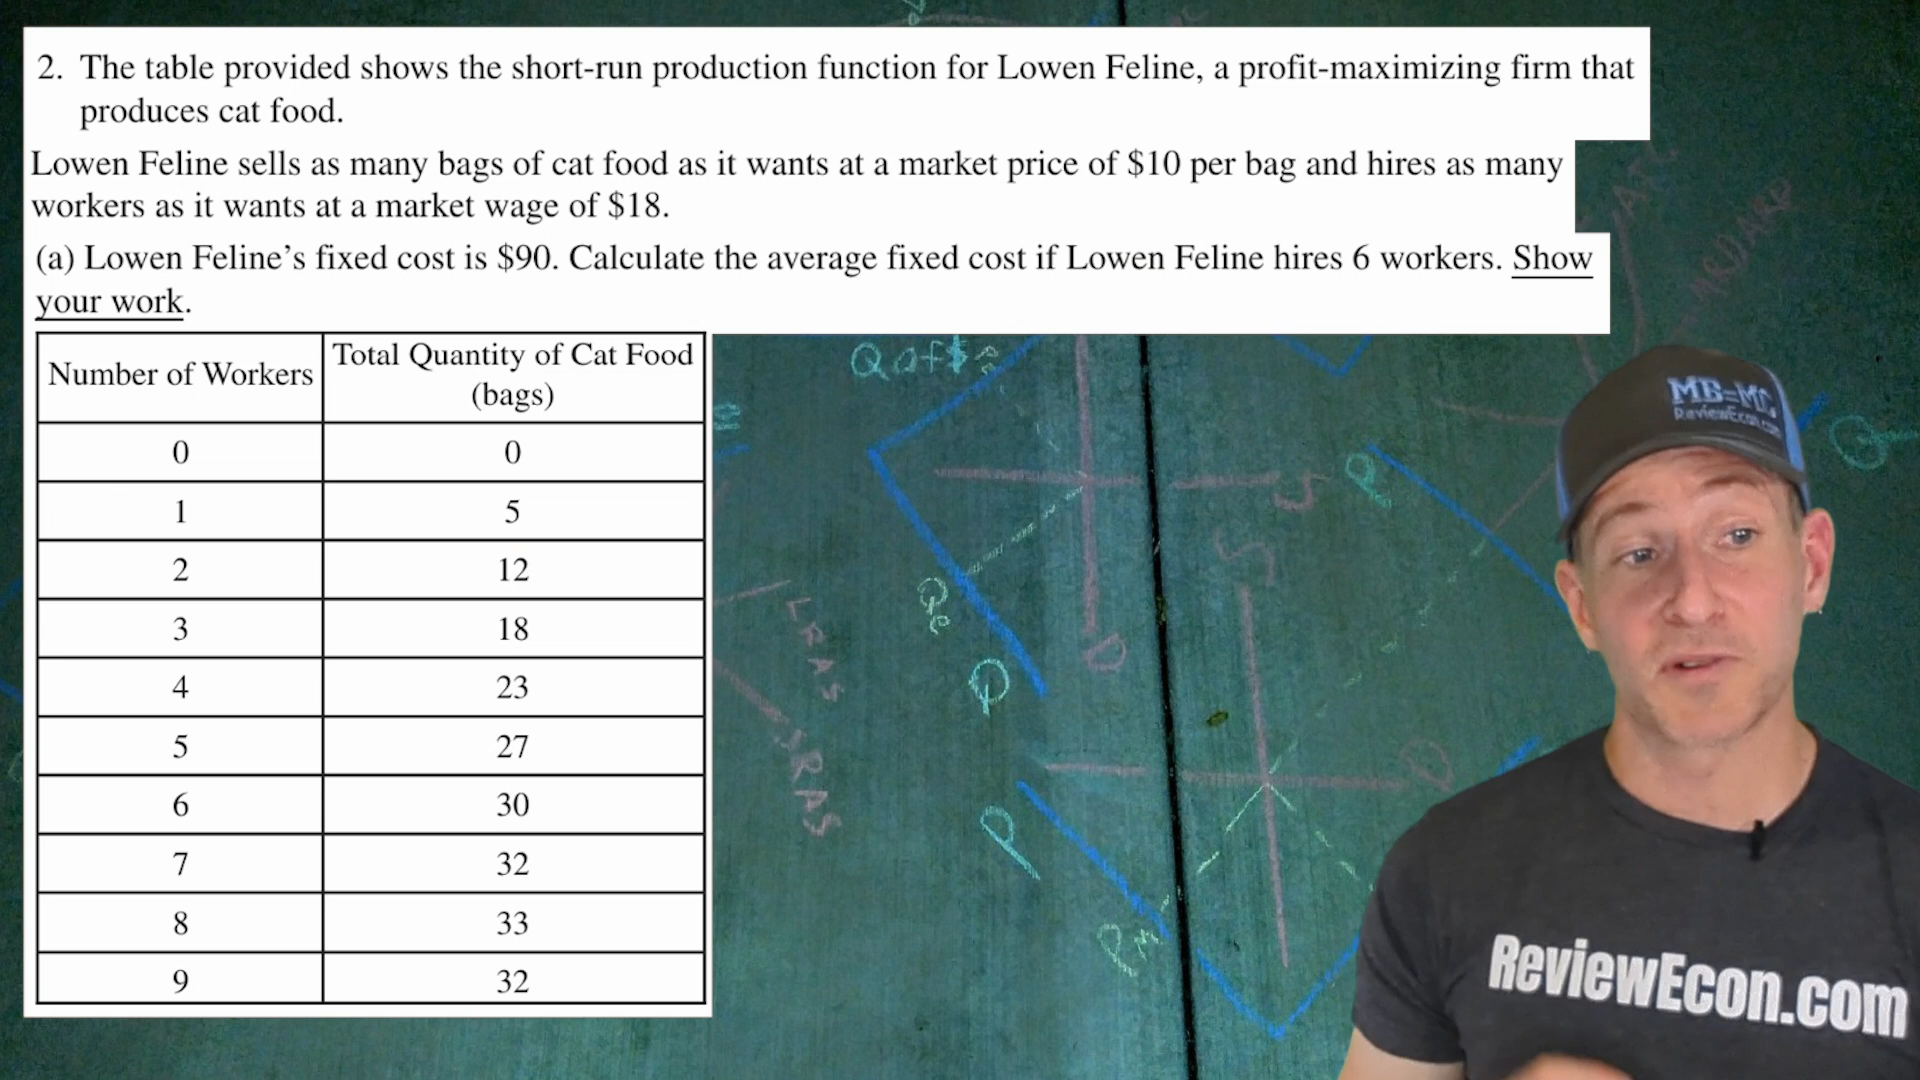 2. The table provided shows the short-run production function for Lowen Feline, a profit-maximizing firm that
produces cat food.
Lowen Feline sells as many bags of cat food as it wants at a market price of $10 per bag and hires as many
workers as it wants at a market wage of $18.
(a) Lowen Feline’s fixed cost is $90. Calculate the average fixed cost if Lowen Feline hires 6 workers. Show
your work.
Number of Workers Total Quantity of Cat Food
(bags)
0 0
1 5
2 12
3 18
4 23
5 27
6 30
7 32
8 33
9 32
Q of $
S
P
S
Qe
D
Q
LRAS
SRAS
D
P
MB=MC
ReviewEcon.com
ReviewEcon.com